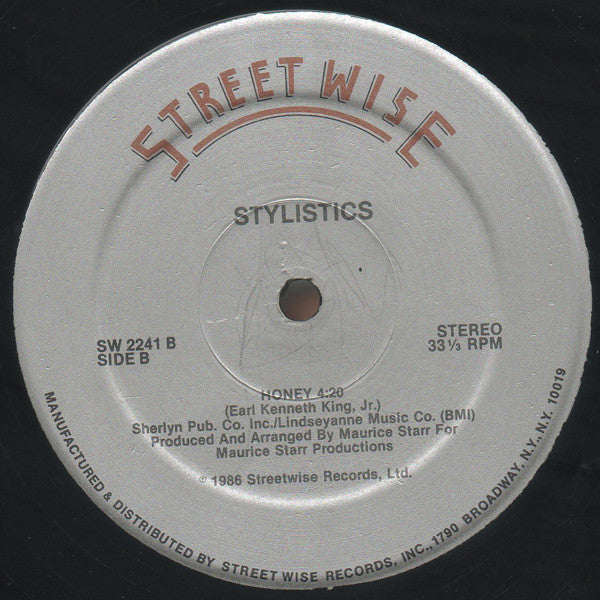 STREET WISE
STYLISTICS
SW 2241 B
SIDE B
STEREO
33⅓ RPM
HONEY 4:20
(Earl Kenneth King, Jr.)
Sherlyn Pub. Co. Inc./Lindseyanne Music Co. (BMI)
Produced And Arranged By Maurice Starr For
Maurice Starr Productions
℗ 1986 Streetwise Records, Ltd.
MANUFACTURED & DISTRIBUTED BY STREET WISE RECORDS, INC., 1790 BROADWAY, N.Y., N.Y. 10019